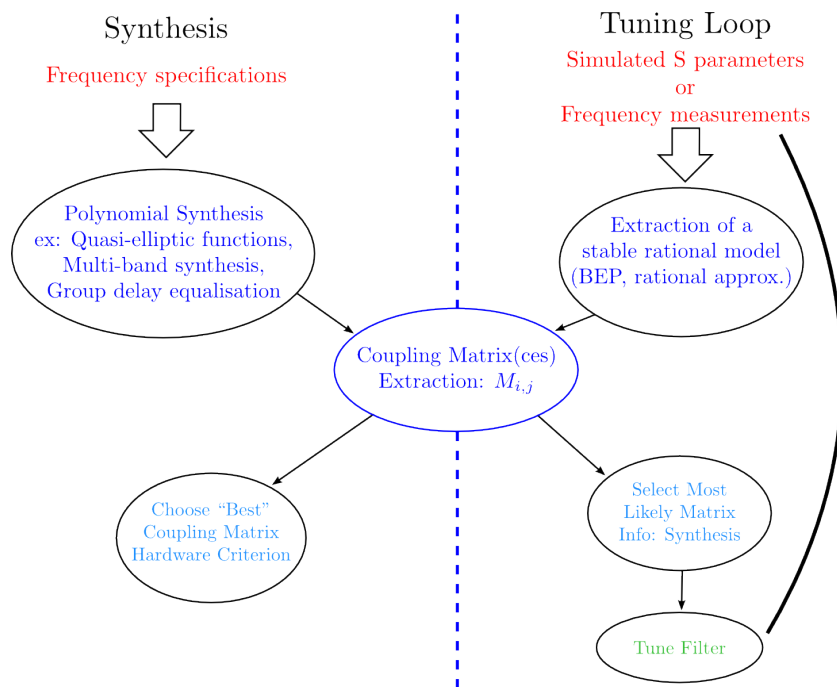 Synthesis
Frequency specifications
Polynomial Synthesis
ex: Quasi-elliptic functions,
Multi-band synthesis,
Group delay equalisation
Tuning Loop
Simulated S parameters
or
Frequency measurements
Extraction of a
stable rational model
(BEP, rational approx.)
Coupling Matrix(ces)
Extraction: $M_{i,j}$
Choose “Best”
Coupling Matrix
Hardware Criterion
Select Most
Likely Matrix
Info: Synthesis
Tune Filter